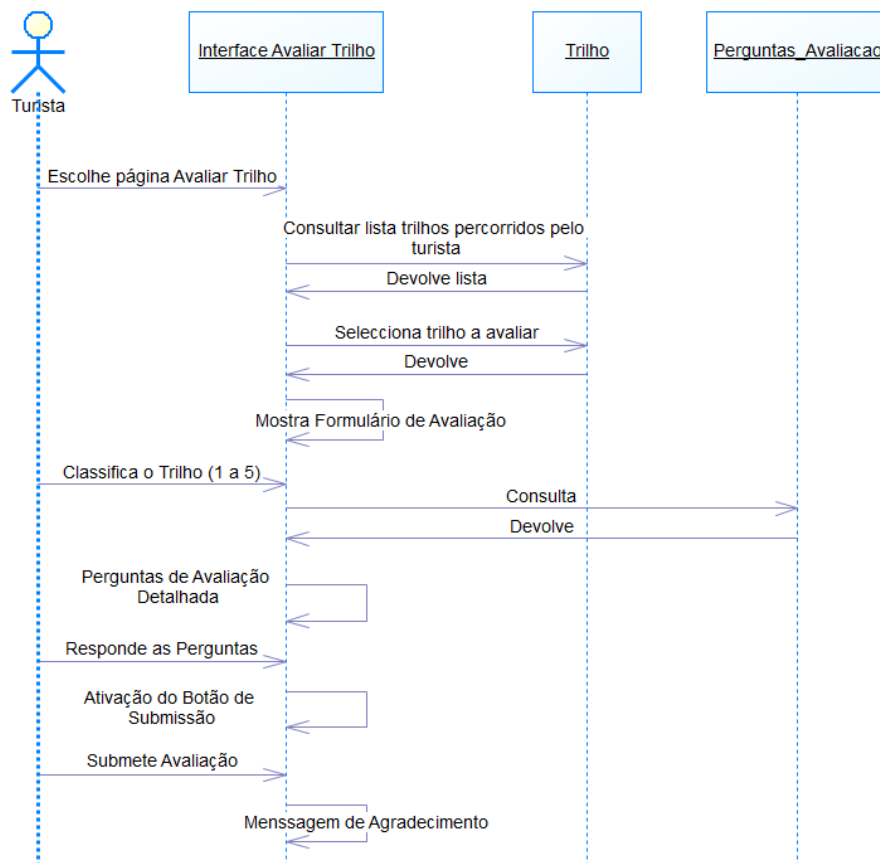 Turista
Interface Avaliar Trilho
Trilho
Perguntas_Avaliacao
Escolhe página Avaliar Trilho
Consultar lista trilhos percorridos pelo
turista
Devolve lista
Selecciona trilho a avaliar
Devolve
Mostra Formulário de Avaliação
Classifica o Trilho (1 a 5)
Consulta
Devolve
Perguntas de Avaliação
Detalhada
Responde as Perguntas
Ativação do Botão de
Submissão
Submete Avaliação
Menssagem de Agradecimento